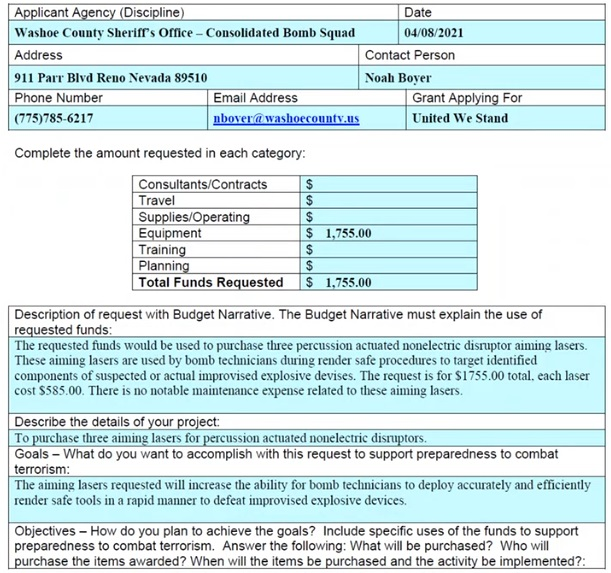 Applicant Agency (Discipline) Date
Washoe County Sheriff's Office – Consolidated Bomb Squad 04/08/2021
Address Contact Person
911 Parr Blvd Reno Nevada 89510 Noah Boyer
Phone Number Email Address Grant Applying For
(775)785-6217 nboyer@washoecounty.us United We Stand
Complete the amount requested in each category:
Consultants/Contracts $
Travel $
Supplies/Operating $
Equipment $ 1,755.00
Training $
Planning $
Total Funds Requested $ 1,755.00
Description of request with Budget Narrative. The Budget Narrative must explain the use of
requested funds:
The requested funds would be used to purchase three percussion actuated nonelectric disruptor aiming lasers.
These aiming lasers are used by bomb technicians during render safe procedures to target identified
components of suspected or actual improvised explosive devises. The request is for $1755.00 total, each laser
cost $585.00. There is no notable maintenance expense related to these aiming lasers.
Describe the details of your project:
To purchase three aiming lasers for percussion actuated nonelectric disruptors.
Goals – What do you want to accomplish with this request to support preparedness to combat
terrorism:
The aiming lasers requested will increase the ability for bomb technicians to deploy accurately and efficiently
render safe tools in a rapid manner to defeat improvised explosive devices.
Objectives – How do you plan to achieve the goals? Include specific uses of the funds to support
preparedness to combat terrorism. Answer the following: What will be purchased? Who will
purchase the items awarded? When will the items be purchased and the activity be implemented?: